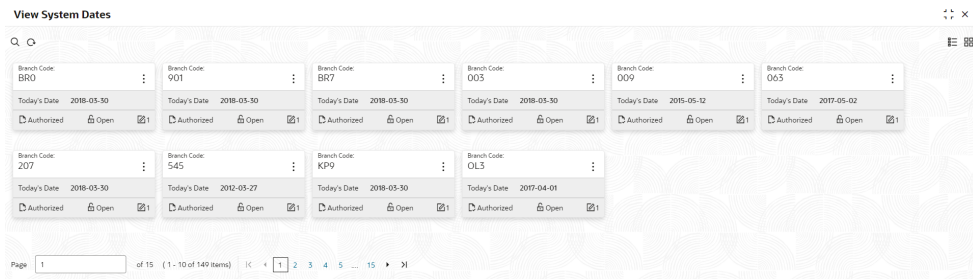 View System Dates
Branch Code: Branch Code: Branch Code: Branch Code: Branch Code: Branch Code:
BR0 901 BR7 003 009 063
Today's Date 2018-03-30 Today's Date 2018-03-30 Today's Date 2018-03-30 Today's Date 2018-03-30 Today's Date 2015-05-12 Today's Date 2017-05-02
Authorized Open 1 Authorized Open 1 Authorized Open 1 Authorized Open 1 Authorized Open 1 Authorized Open 1
Branch Code: Branch Code: Branch Code: Branch Code:
207 545 KP9 OL3
Today's Date 2018-03-30 Today's Date 2012-03-27 Today's Date 2018-03-30 Today's Date 2017-04-01
Authorized Open 1 Authorized Open 1 Authorized Open 1 Authorized Open 1
Page 1 of 15 (1 - 10 of 149 items) 1 2 3 4 5 ... 15